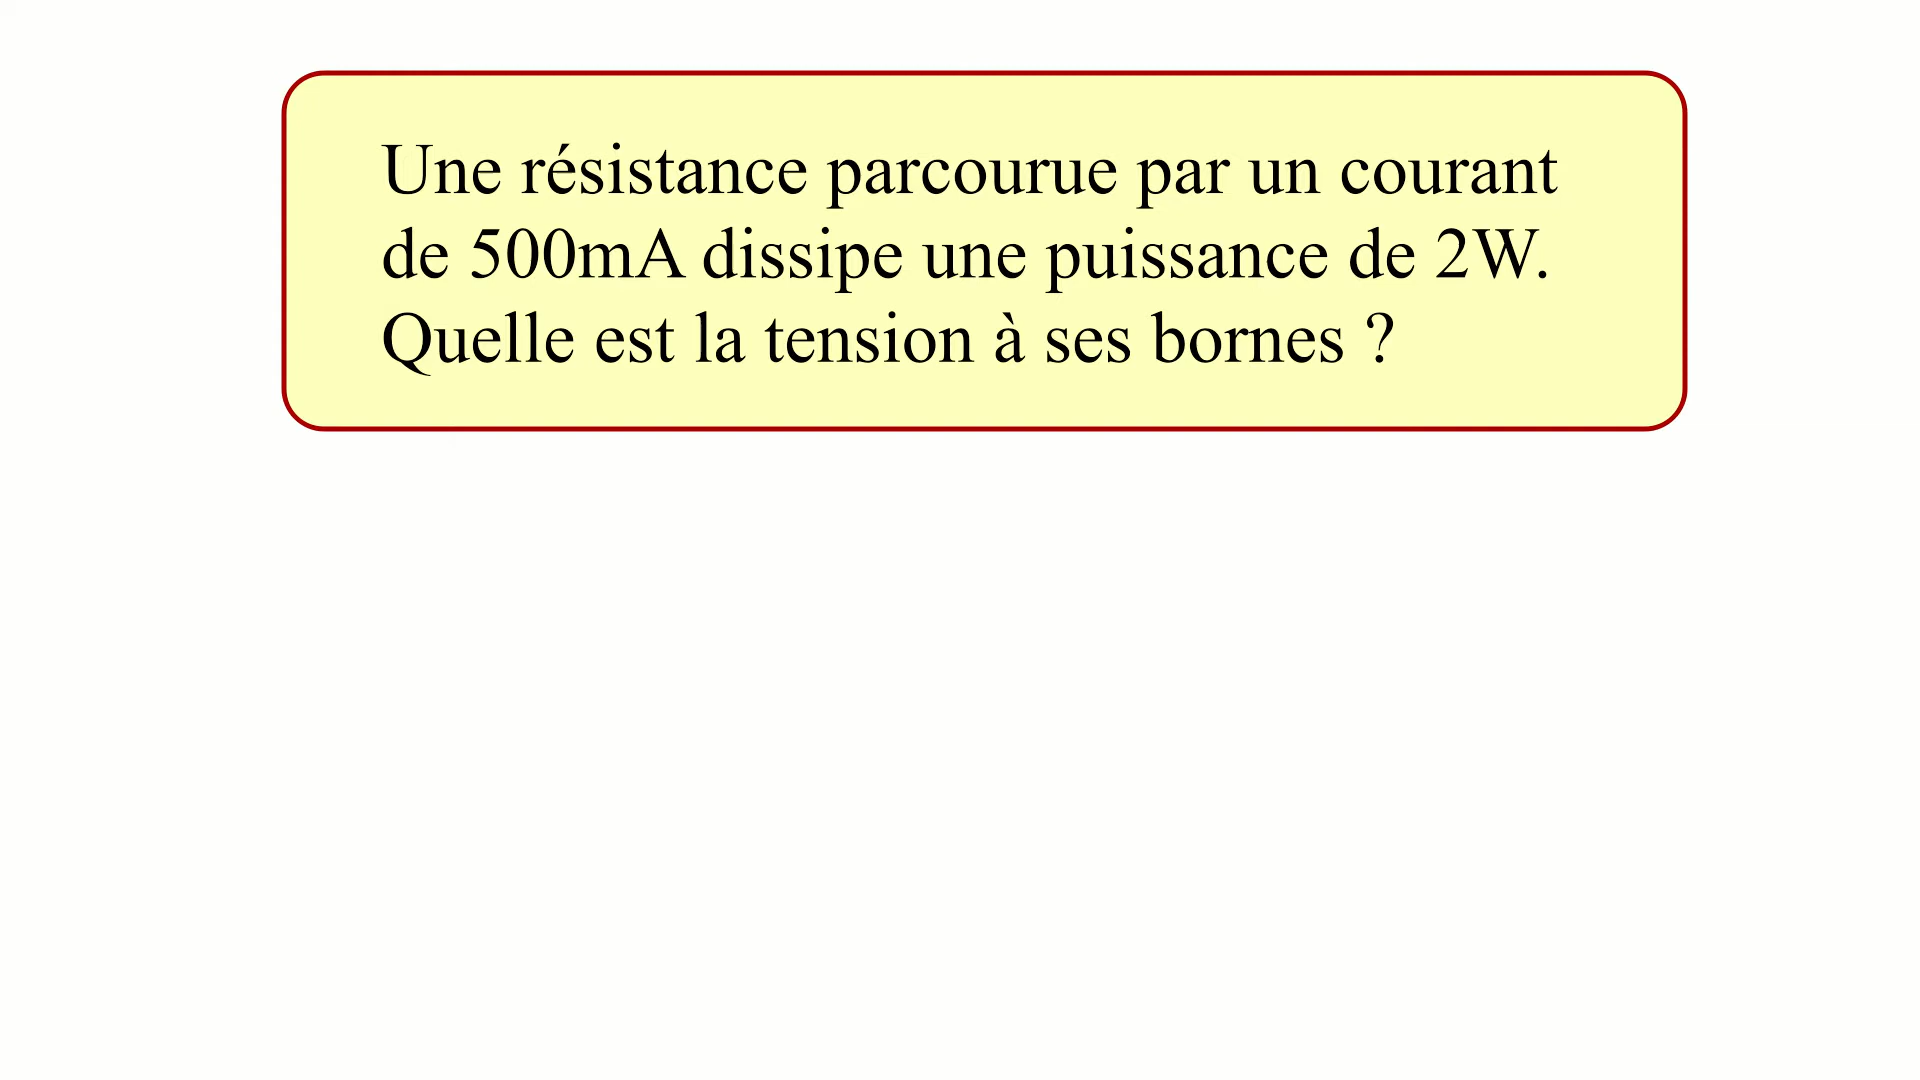 Une résistance parcourue par un courant
de 500mA dissipe une puissance de 2W.
Quelle est la tension à ses bornes ?